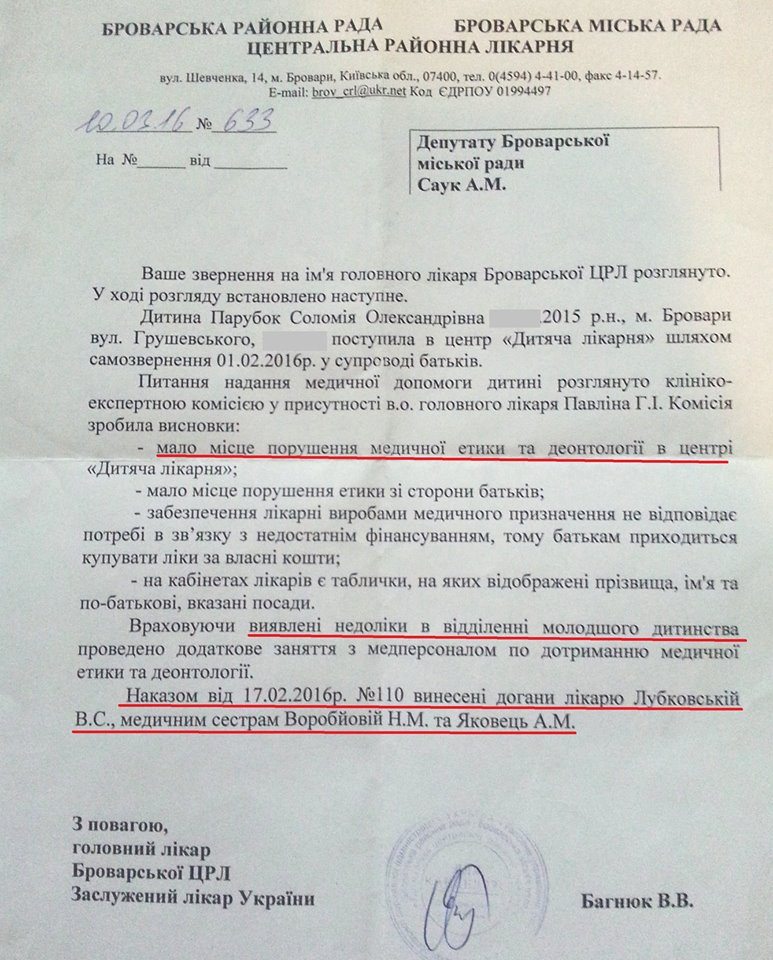 БРОВАРСЬКА РАЙОННА РАДА БРОВАРСЬКА МІСЬКА РАДА
ЦЕНТРАЛЬНА РАЙОННА ЛІКАРНЯ
вул. Шевченка, 14, м. Бровари, Київська обл., 07400, тел. 0(4594) 4-41-00, факс 4-14-57.
E-mail: brov_crl@ukr.net Код ЄДРПОУ 01994497
10.03.16 № 633
На №______ від _________
Депутату Броварської
міської ради
Саук А.М.
Ваше звернення на ім'я головного лікаря Броварської ЦРЛ розглянуто.
У ході розгляду встановлено наступне.
Дитина Парубок Соломія Олександрівна .2015 р.н., м. Бровари
вул. Грушевського, поступила в центр «Дитяча лікарня» шляхом
самозвернення 01.02.2016р. у супроводі батьків.
Питання надання медичної допомоги дитині розглянуто клініко-
експертною комісією у присутності в.о. головного лікаря Павліна Г.І. Комісія
зробила висновки:
- мало місце порушення медичної етики та деонтології в центрі
«Дитяча лікарня»;
- мало місце порушення етики зі сторони батьків;
- забезпечення лікарні виробами медичного призначення не відповідає
потребі в зв’язку з недостатнім фінансуванням, тому батькам приходиться
купувати ліки за власні кошти;
- на кабінетах лікарів є таблички, на яких відображені прізвища, ім'я та
по-батькові, вказані посади.
Враховуючи виявлені недоліки в відділенні молодшого дитинства
проведено додаткове заняття з медперсоналом по дотриманню медичної
етики та деонтології.
Наказом від 17.02.2016р. №110 винесені догани лікарю Лубковській
В.С., медичним сестрам Воробйовій Н.М. та Яковець А.М.
З повагою,
головний лікар
Броварської ЦРЛ
Заслужений лікар України
Багнюк В.В.